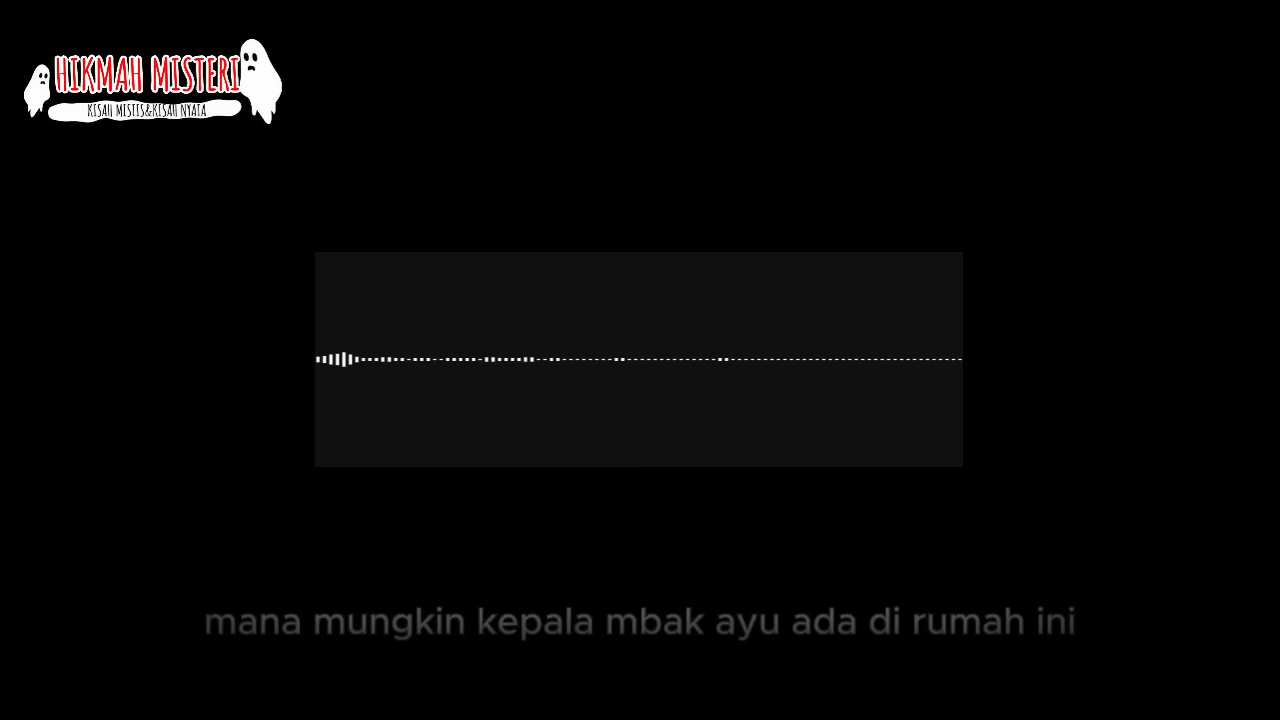 HIKMAH MISTERI
KISAH MISTIS&KISAH NYATA
mana mungkin kepala mbak ayu ada di rumah ini